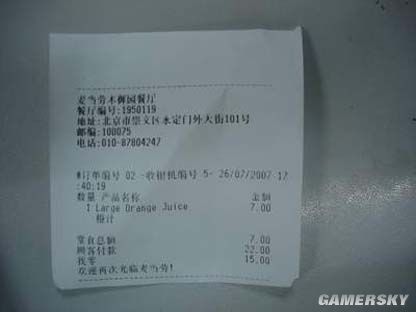 麦当劳木樨园餐厅
餐厅编号:1950119
地址:北京市崇文区永定门外大街101号
邮编:100075
电话:010-87804247
#订单编号 02 -收银机编号 5- 26/07/2007 17
:40:19
数量 产品名称 金额
1 Large Orange Juice 7.00
橙汁
堂食总额 7.00
顾客付款 22.00
找零 15.00
欢迎再次光临麦当劳!
GAMERSKY